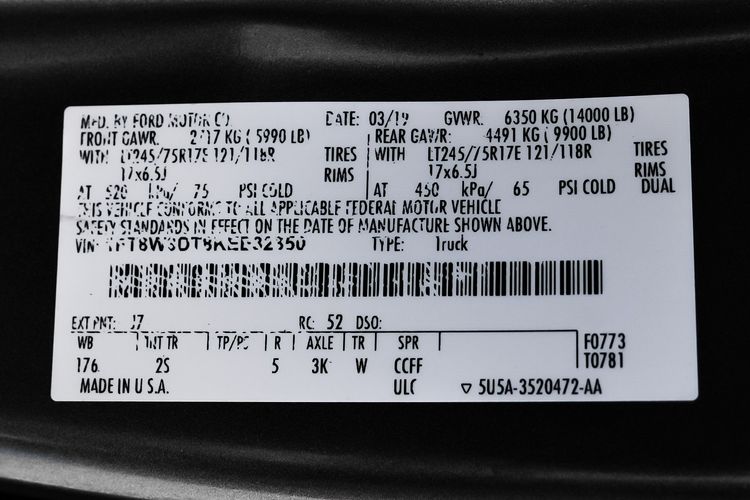 MFD. BY FORD MOTOR CO. DATE: 03/19 GVWR: 6350 KG (14000 LB)
FRONT GAWR: 2717 KG (5990 LB) REAR GAWR: 4491 KG (9900 LB)
WITH LT245/75R17E 121/118R TIRES WITH LT245/75R17E 121/118R TIRES
17x6.5J RIMS 17x6.5J RIMS
AT kPa/ 75 PSI COLD AT 450 kPa/ 65 PSI COLD DUAL
THIS VEHICLE CONFORMS TO ALL APPLICABLE FEDERAL MOTOR VEHICLE
SAFETY STANDARDS IN EFFECT ON THE DATE OF MANUFACTURE SHOWN ABOVE.
VIN: TYPE: Truck
EXT PNT: RC: 52 DSO:
WB INT TR TP/PS R AXLE TR SPR F0773
176 2S 5 3K W CCFF T0781
MADE IN U.S.A. ULC ▽ 5U5A-3520472-AA